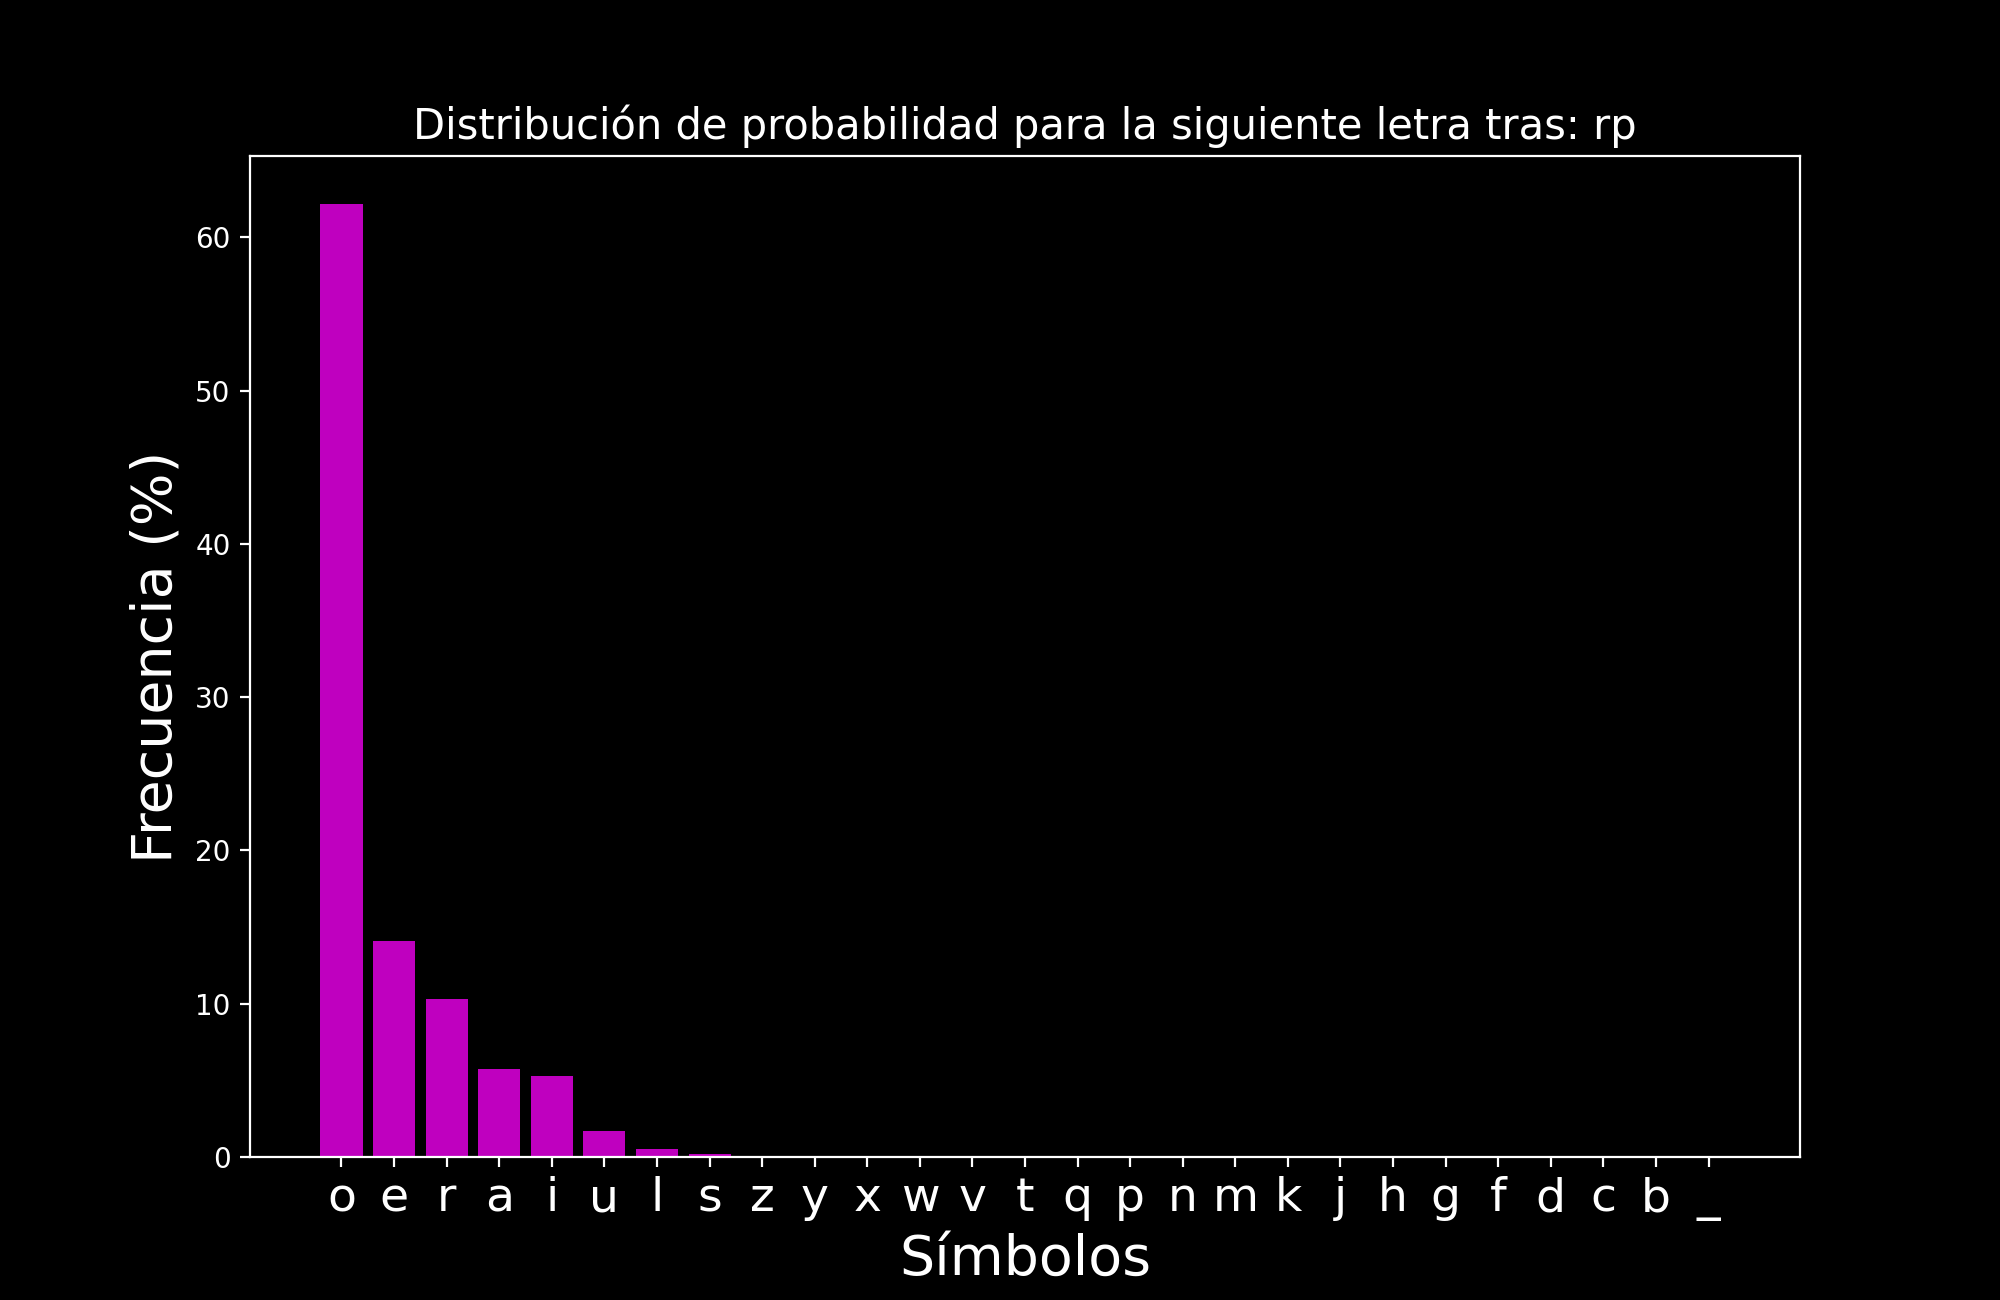 Distribución de probabilidad para la siguiente letra tras: rp
Frecuencia (%)
60
50
40
30
20
10
0
o e r a i u l s z y x w v t q p n m k j h g f d c b _
Símbolos